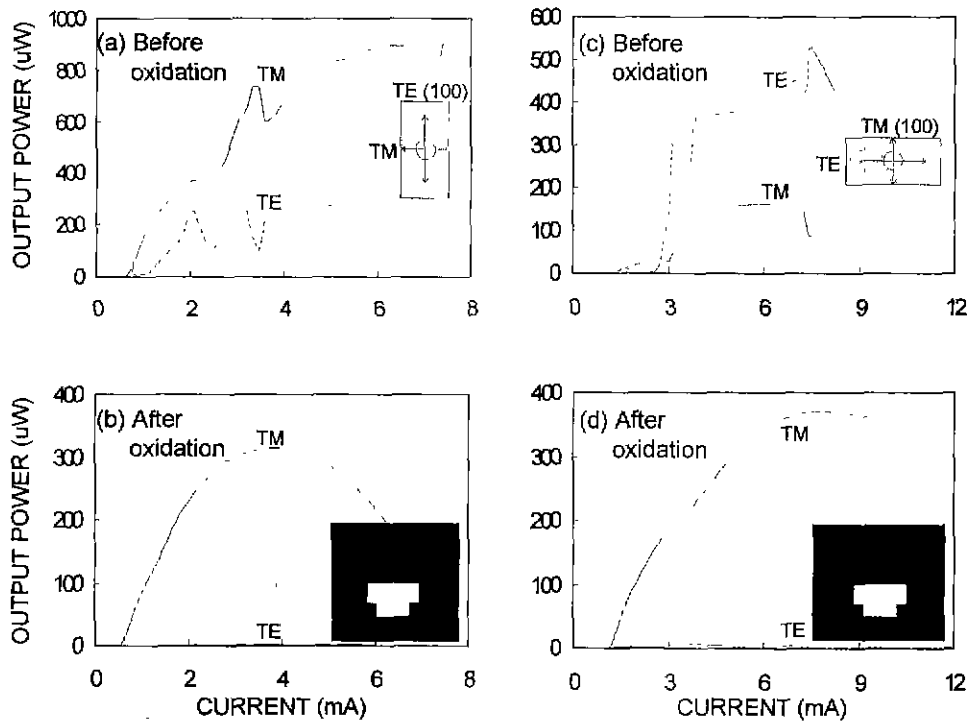 OUTPUT POWER (uW)
1000
800
600
400
200
0
(a) Before
oxidation
TM
TE (100)
TM
TE
0 2 4 6 8
600
500
400
300
200
100
0
(c) Before
oxidation
TE
TM (100)
TE
TM
0 3 6 9 12
OUTPUT POWER (uW)
400
300
200
100
0
(b) After
oxidation
TM
TE
0 2 4 6 8
CURRENT (mA)
400
300
200
100
0
(d) After
oxidation
TM
TE
0 3 6 9 12
CURRENT (mA)